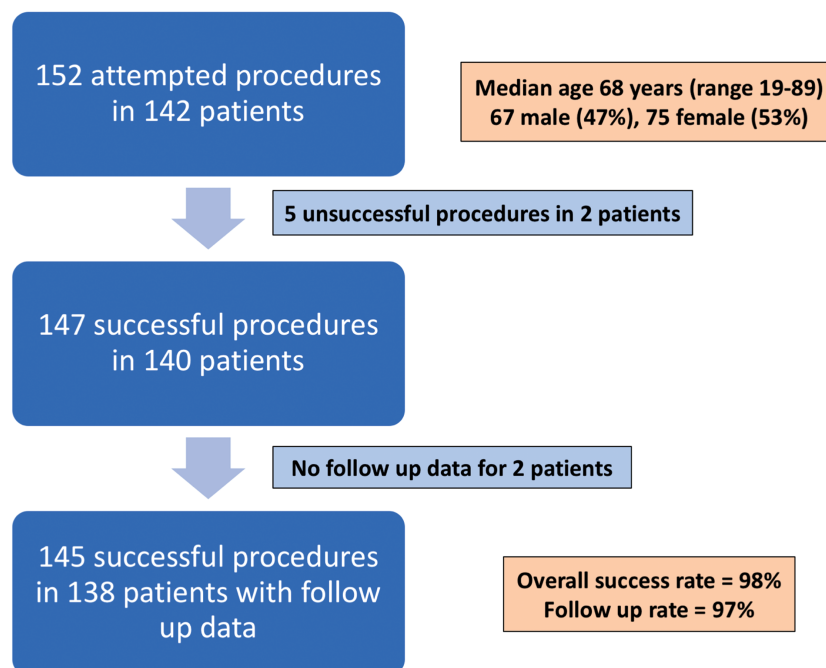 152 attempted procedures
in 142 patients
Median age 68 years (range 19-89)
67 male (47%), 75 female (53%)
5 unsuccessful procedures in 2 patients
147 successful procedures
in 140 patients
No follow up data for 2 patients
145 successful procedures
in 138 patients with follow
up data
Overall success rate = 98%
Follow up rate = 97%